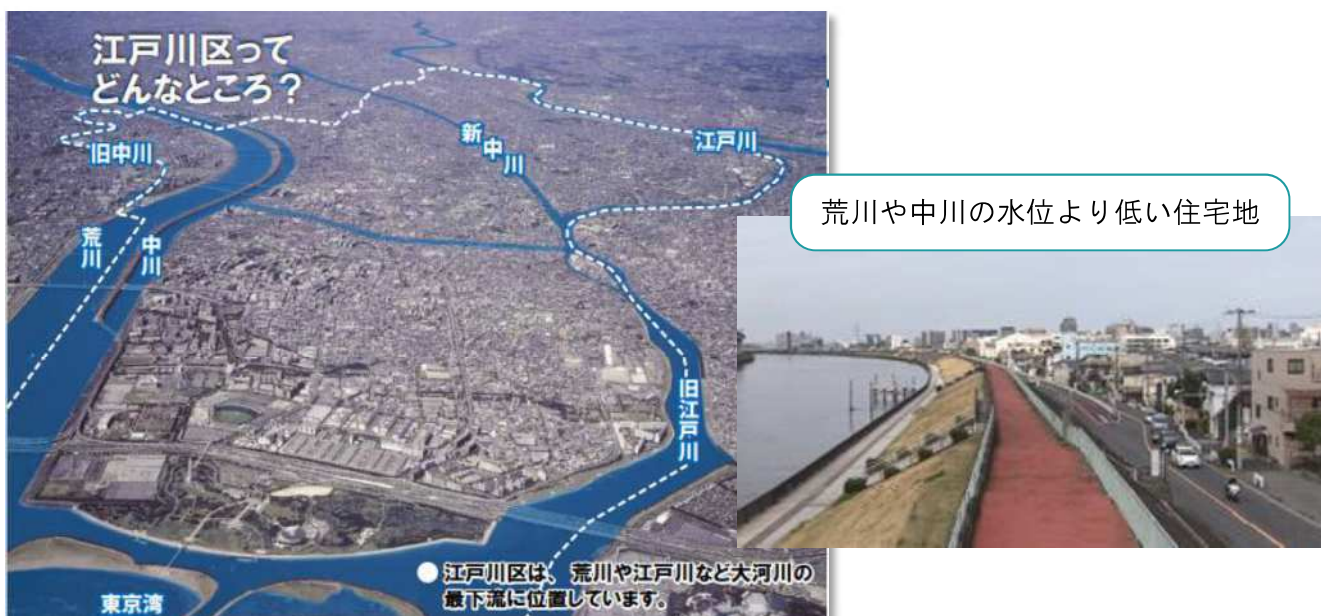 江戸川区って
どんなところ？
旧中川
新中川
江戸川
荒川や中川の水位より低い住宅地
荒川
中川
旧江戸川
●江戸川区は、荒川や江戸川など大河川の
最下流に位置しています。
東京湾